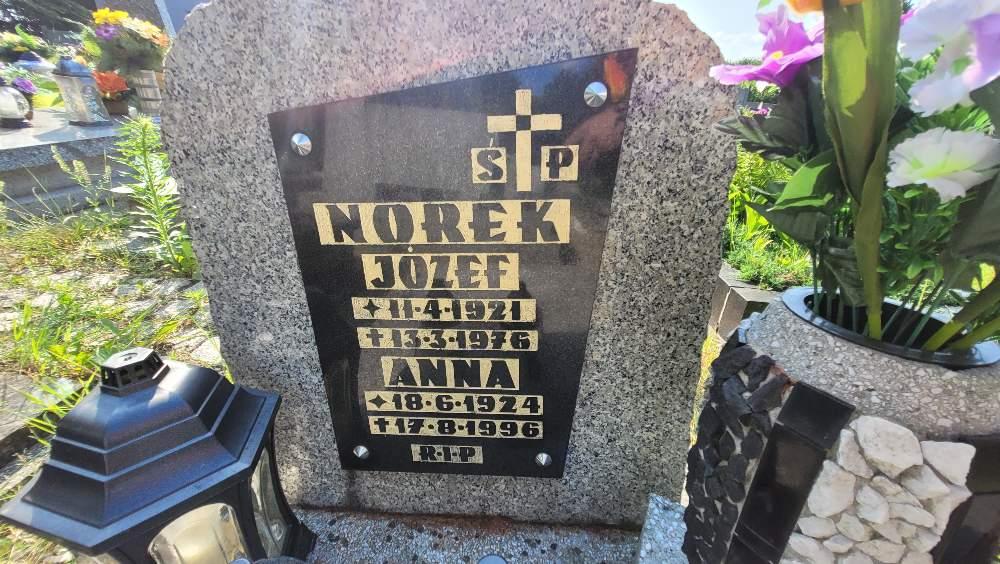 Ś P
NOREK
JÓZEF
✦11·4·1921
✝13·3·1976
ANNA
✦18·6·1924
✝17·8·1996
R·I·P